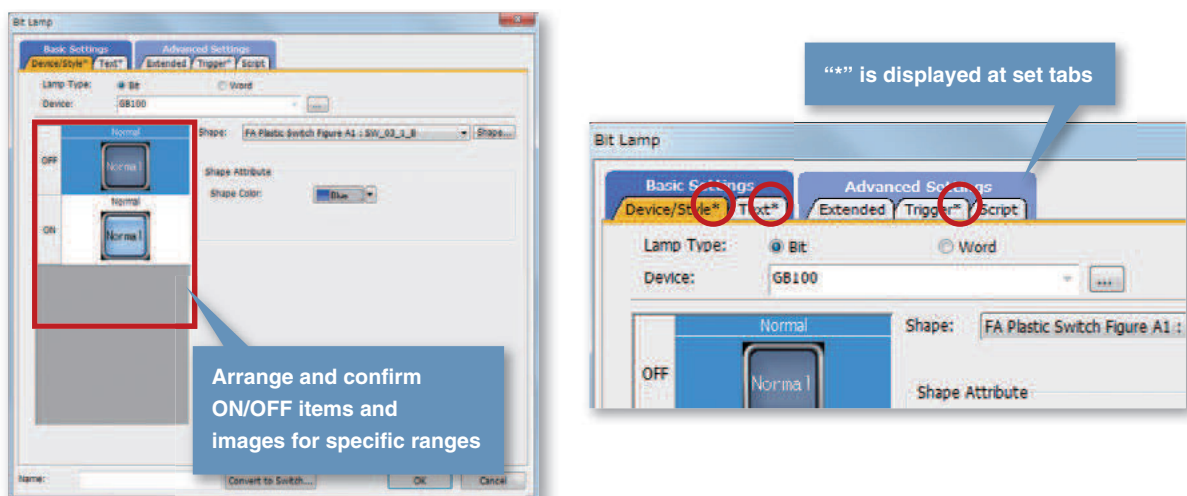 Bit Lamp
Basic Settings Advanced Settings
Device/Style* Text* Extended Trigger* Script
Lamp Type: Bit Word
Device: GB100 ...
Normal
OFF
Normal
Normal
ON
Normal
Shape: FA Plastic Switch Figure A1 : SW_03_1_B Shape...
Shape Attribute
Shape Color: Blue
Arrange and confirm
ON/OFF items and
images for specific ranges
Name: Convert to Switch... OK Cancel
“*” is displayed at set tabs
Bit Lamp
Basic Settings Advanced Settings
Device/Style* Text* Extended Trigger* Script
Lamp Type: Bit Word
Device: GB100 ...
Normal
OFF
Normal
Shape: FA Plastic Switch Figure A1 :
Shape Attribute